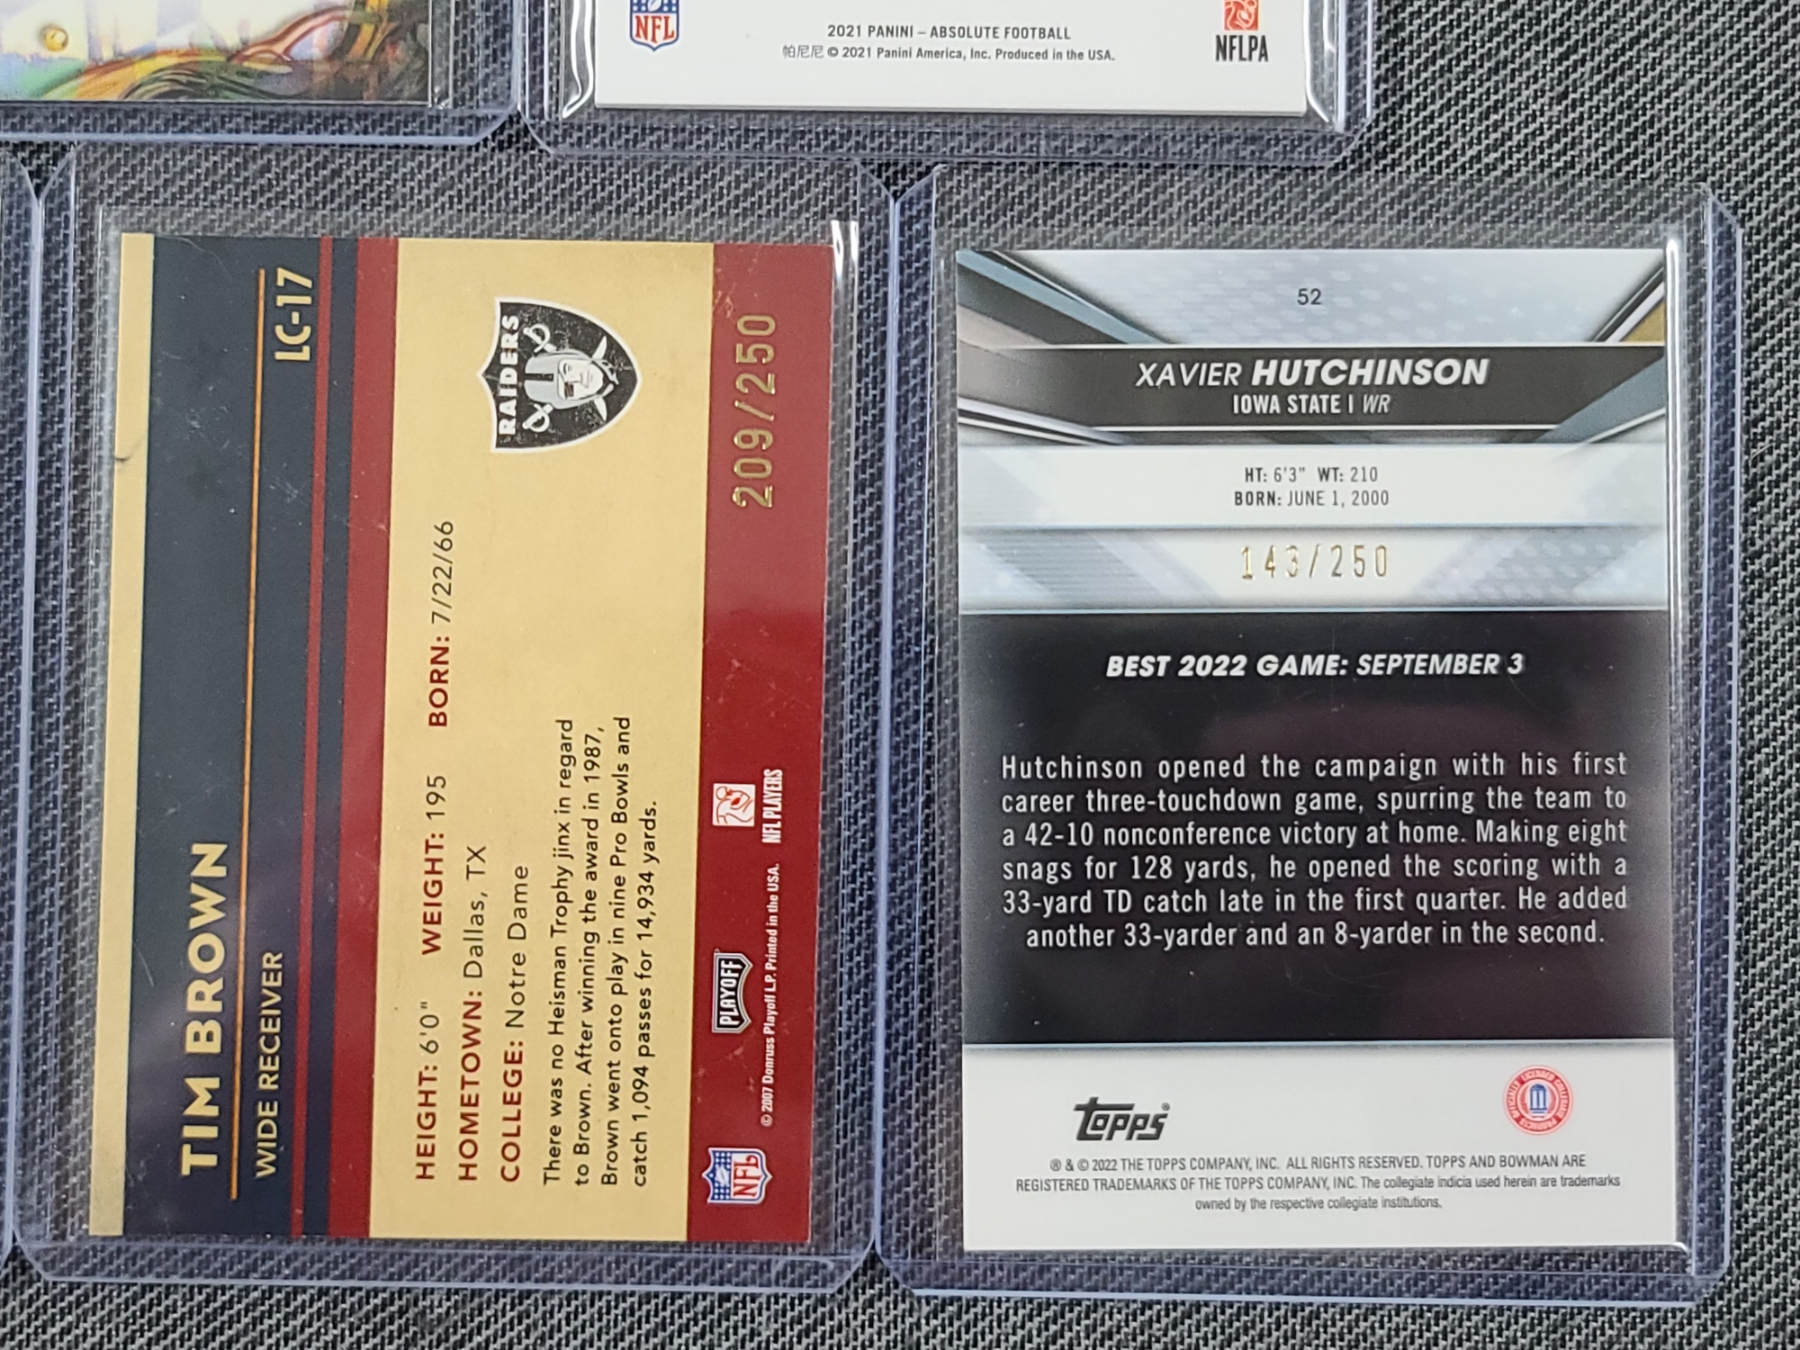 NFL
2021 PANINI – ABSOLUTE FOOTBALL
帕尼尼 © 2021 Panini America, Inc. Produced in the USA.
NFLPA
TIM BROWN
WIDE RECEIVER
LC-17
HEIGHT: 6'0" WEIGHT: 195 BORN: 7/22/66
HOMETOWN: Dallas, TX
COLLEGE: Notre Dame
There was no Heisman Trophy jinx in regard
to Brown. After winning the award in 1987,
Brown went onto play in nine Pro Bowls and
catch 1,094 passes for 14,934 yards.
RAIDERS
209/250
NFL
PLAYOFF
© 2007 Donruss Playoff L.P. Printed in the USA.
NFL PLAYERS
52
XAVIER HUTCHINSON
IOWA STATE | WR
HT: 6'3" WT: 210
BORN: JUNE 1, 2000
143/250
BEST 2022 GAME: SEPTEMBER 3
Hutchinson opened the campaign with his first
career three-touchdown game, spurring the team to
a 42-10 nonconference victory at home. Making eight
snags for 128 yards, he opened the scoring with a
33-yard TD catch late in the first quarter. He added
another 33-yarder and an 8-yarder in the second.
topps
OFFICIALLY LICENSED COLLEGIATE PRODUCTS
® & © 2022 THE TOPPS COMPANY, INC. ALL RIGHTS RESERVED. TOPPS AND BOWMAN ARE
REGISTERED TRADEMARKS OF THE TOPPS COMPANY, INC. The collegiate indicia used herein are trademarks
owned by the respective collegiate institutions.